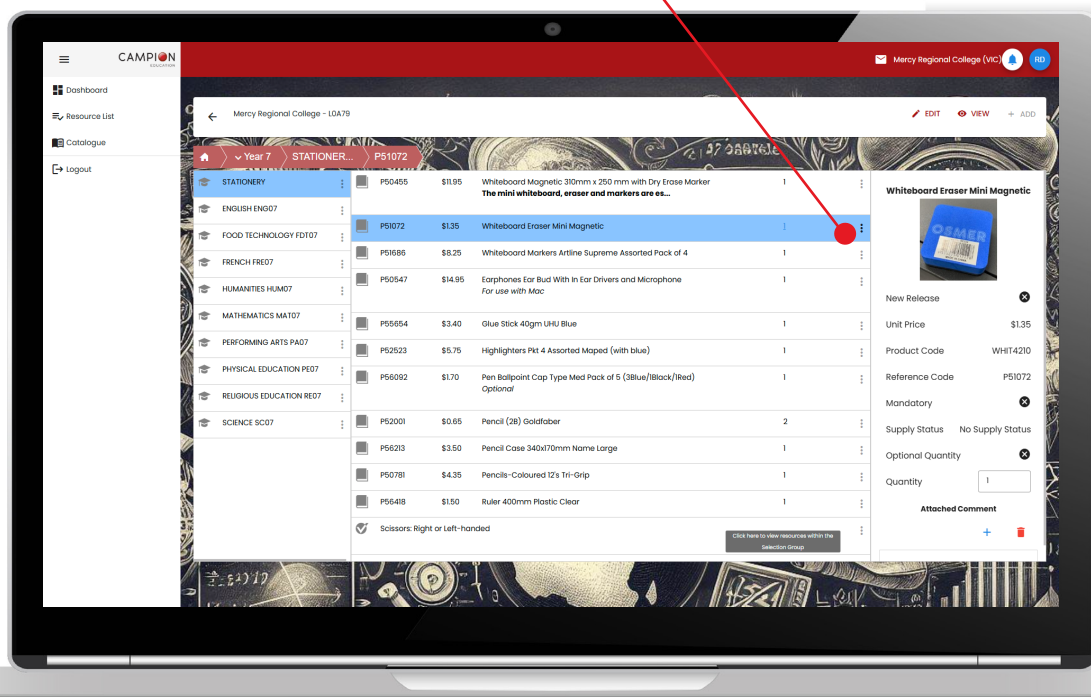 CAMPION
EDUCATION
Mercy Regional College (VIC)
RD
Dashboard
Resource List
Catalogue
Logout
Mercy Regional College - L0A79
EDIT
VIEW
+ ADD
Year 7
STATIONER...
P51072
STATIONERY
ENGLISH ENG07
FOOD TECHNOLOGY FDT07
FRENCH FRE07
HUMANITIES HUM07
MATHEMATICS MAT07
PERFORMING ARTS PA07
PHYSICAL EDUCATION PE07
RELIGIOUS EDUCATION RE07
SCIENCE SC07
P50455 $11.95 Whiteboard Magnetic 310mm x 250 mm with Dry Erase Marker 1
The mini whiteboard, eraser and markers are es...
P51072 $1.35 Whiteboard Eraser Mini Magnetic 1
P51686 $8.25 Whiteboard Markers Artline Supreme Assorted Pack of 4 1
P50547 $14.95 Earphones Ear Bud With In Ear Drivers and Microphone 1
For use with Mac
P55654 $3.40 Glue Stick 40gm UHU Blue 1
P52523 $5.75 Highlighters Pkt 4 Assorted Maped (with blue) 1
P56092 $1.70 Pen Ballpoint Cap Type Med Pack of 5 (3Blue/1Black/1Red) 1
Optional
P52001 $0.65 Pencil (2B) Goldfaber 2
P56213 $3.50 Pencil Case 340x170mm Name Large 1
P50781 $4.35 Pencils-Coloured 12's Tri-Grip 1
P56418 $1.50 Ruler 400mm Plastic Clear 1
Scissors: Right or Left-handed
Click here to view resources within the
Selection Group
Whiteboard Eraser Mini Magnetic
OSMER
New Release
Unit Price $1.35
Product Code WHIT4210
Reference Code P51072
Mandatory
Supply Status No Supply Status
Optional Quantity
Quantity 1
Attached Comment
+